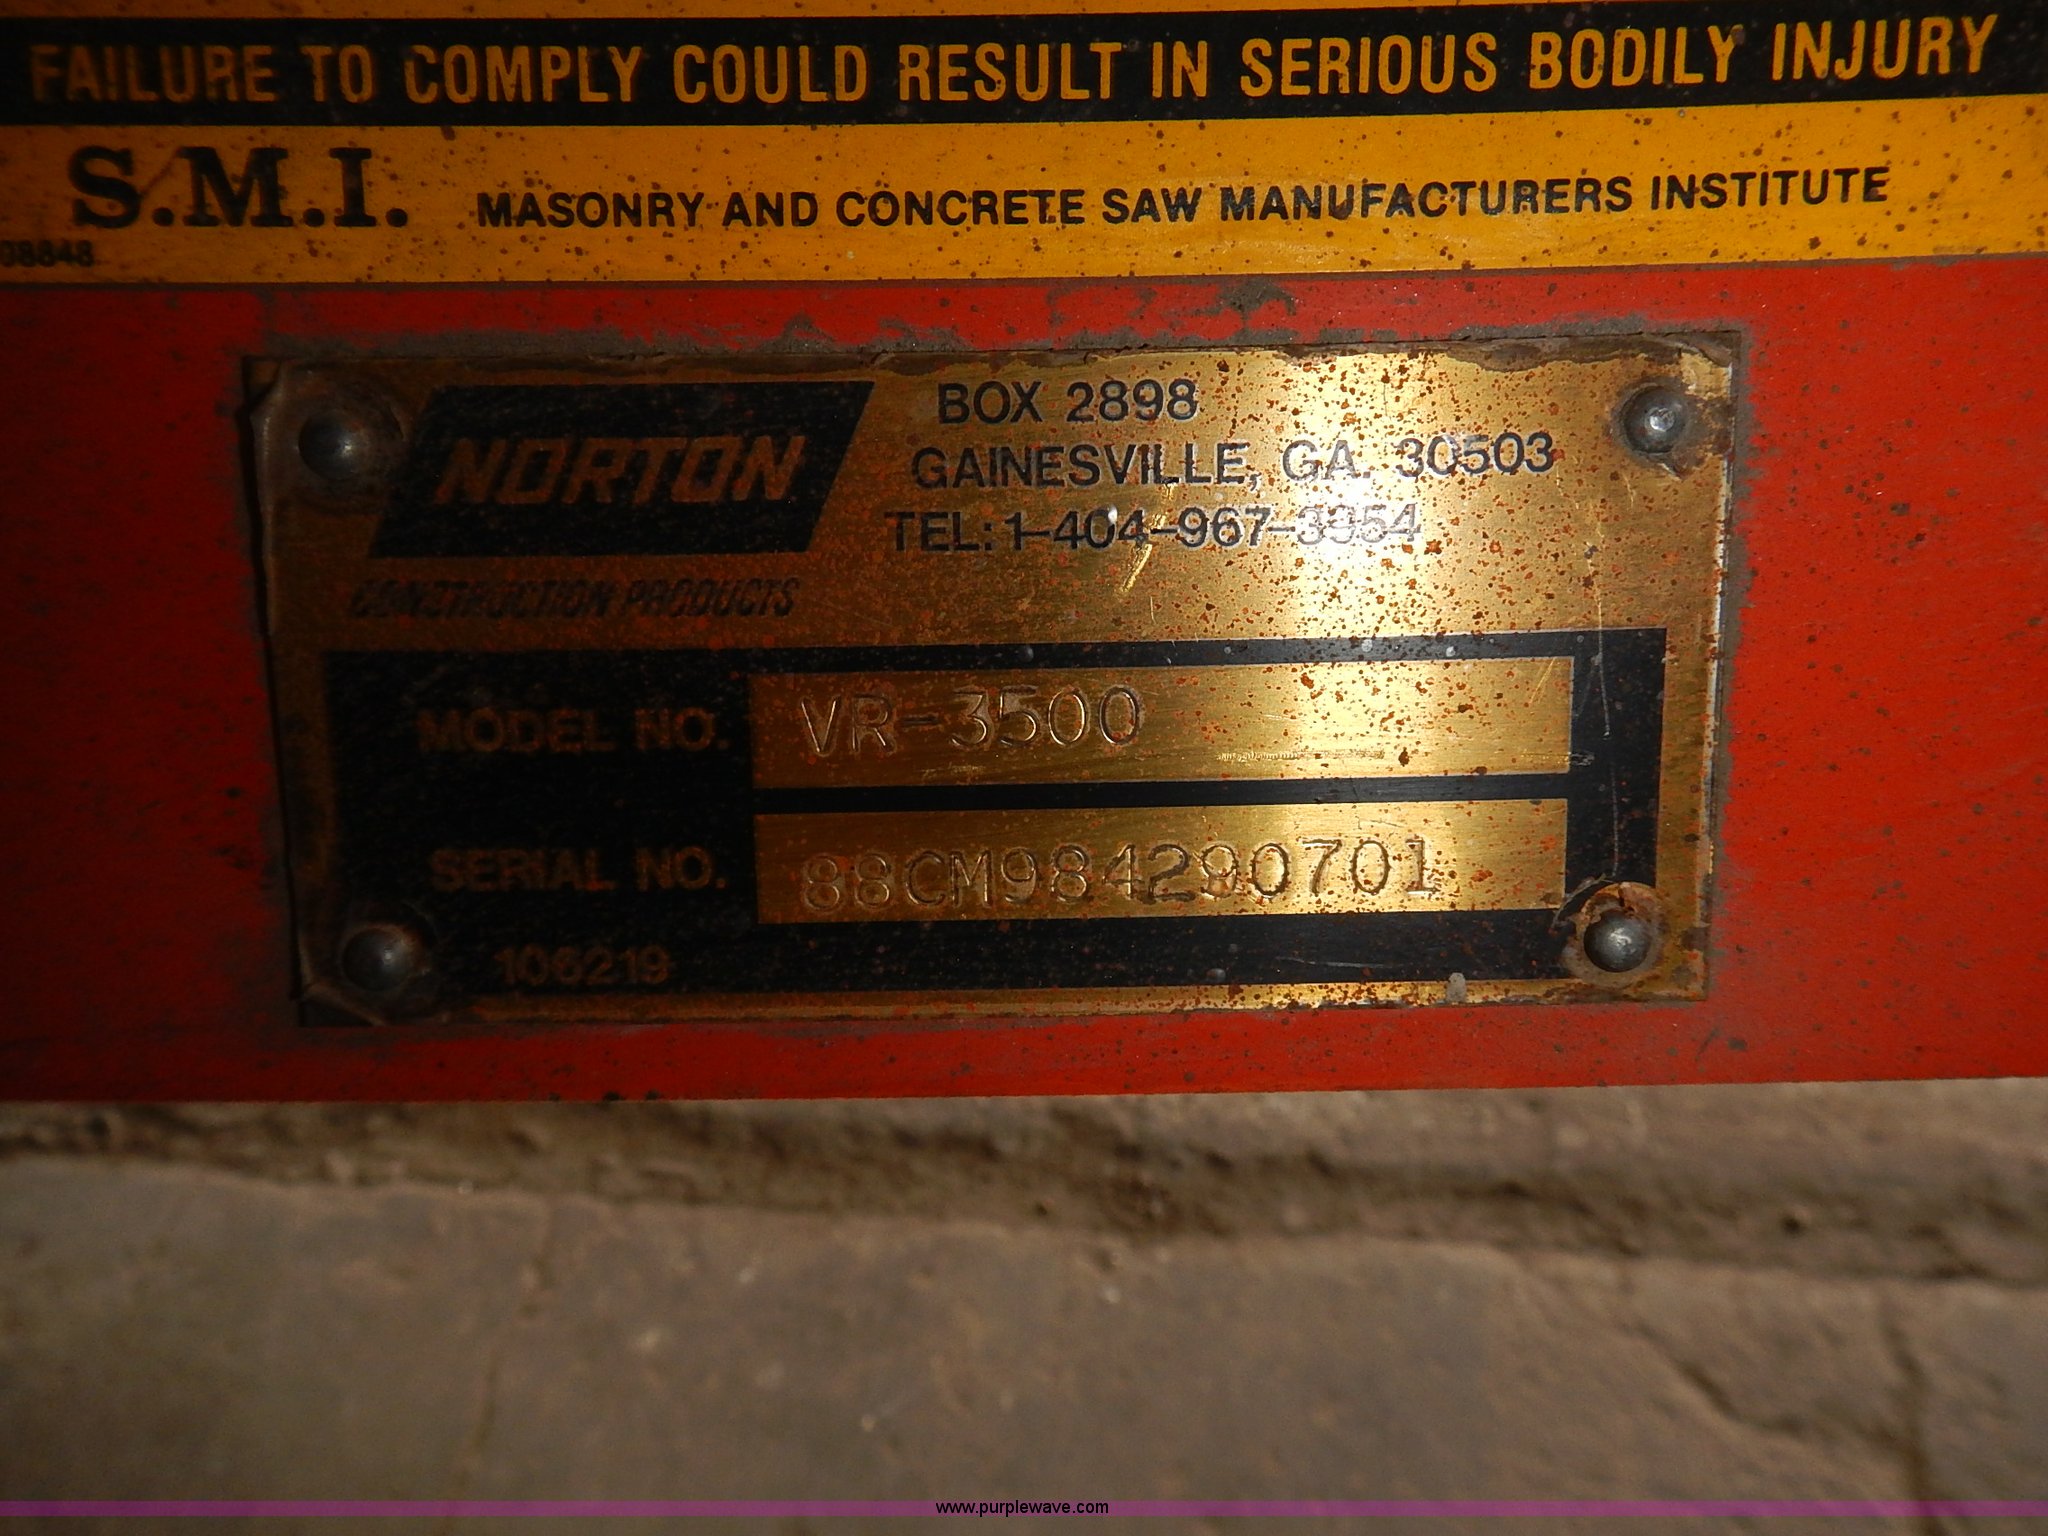 FAILURE TO COMPLY COULD RESULT IN SERIOUS BODILY INJURY
S.M.I. MASONRY AND CONCRETE SAW MANUFACTURERS INSTITUTE
08848
NORTON
CONSTRUCTION PRODUCTS
BOX 2898
GAINESVILLE, GA. 30503
TEL: 1-404-967-3954
MODEL NO. VR-3500
SERIAL NO. 88CM984290701
106219
www.purplewave.com